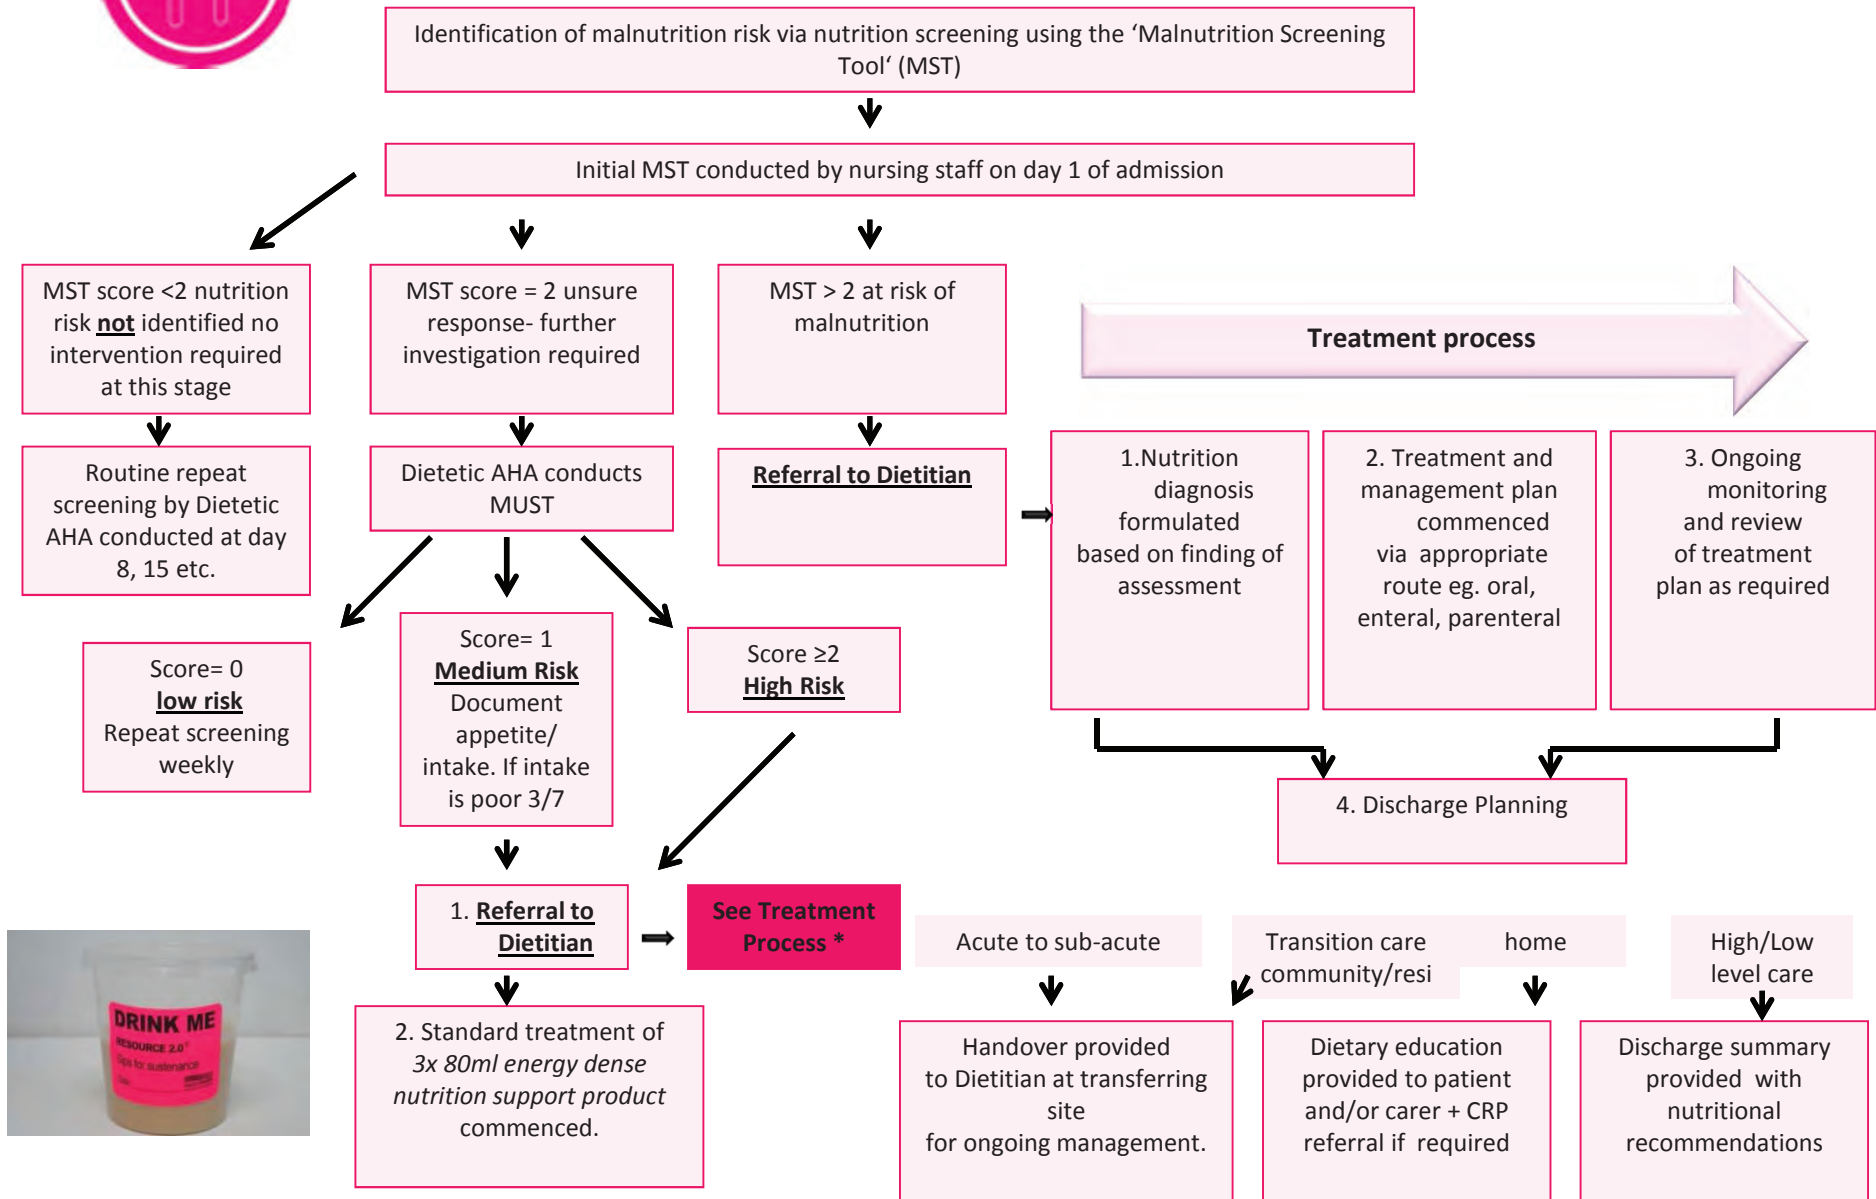 Identification of malnutrition risk via nutrition screening using the ‘Malnutrition Screening
Tool‘ (MST)
Initial MST conducted by nursing staff on day 1 of admission
MST score <2 nutrition
risk not identified no
intervention required
at this stage
MST score = 2 unsure
response- further
investigation required
MST > 2 at risk of
malnutrition
Treatment process
Routine repeat
screening by Dietetic
AHA conducted at day
8, 15 etc.
Dietetic AHA conducts
MUST
Referral to Dietitian
1.Nutrition
diagnosis
formulated
based on finding of
assessment
2. Treatment and
management plan
commenced
via appropriate
route eg. oral,
enteral, parenteral
3. Ongoing
monitoring
and review
of treatment
plan as required
Score= 0
low risk
Repeat screening
weekly
Score= 1
Medium Risk
Document
appetite/
intake. If intake
is poor 3/7
Score ≥2
High Risk
4. Discharge Planning
1. Referral to
Dietitian
See Treatment
Process *
Acute to sub-acute
Transition care
community/resi
home
High/Low
level care
2. Standard treatment of
3x 80ml energy dense
nutrition support product
commenced.
Handover provided
to Dietitian at transferring
site
for ongoing management.
Dietary education
provided to patient
and/or carer + CRP
referral if required
Discharge summary
provided with
nutritional
recommendations
DRINK ME
RESOURCE 2.0
Sips for sustenance